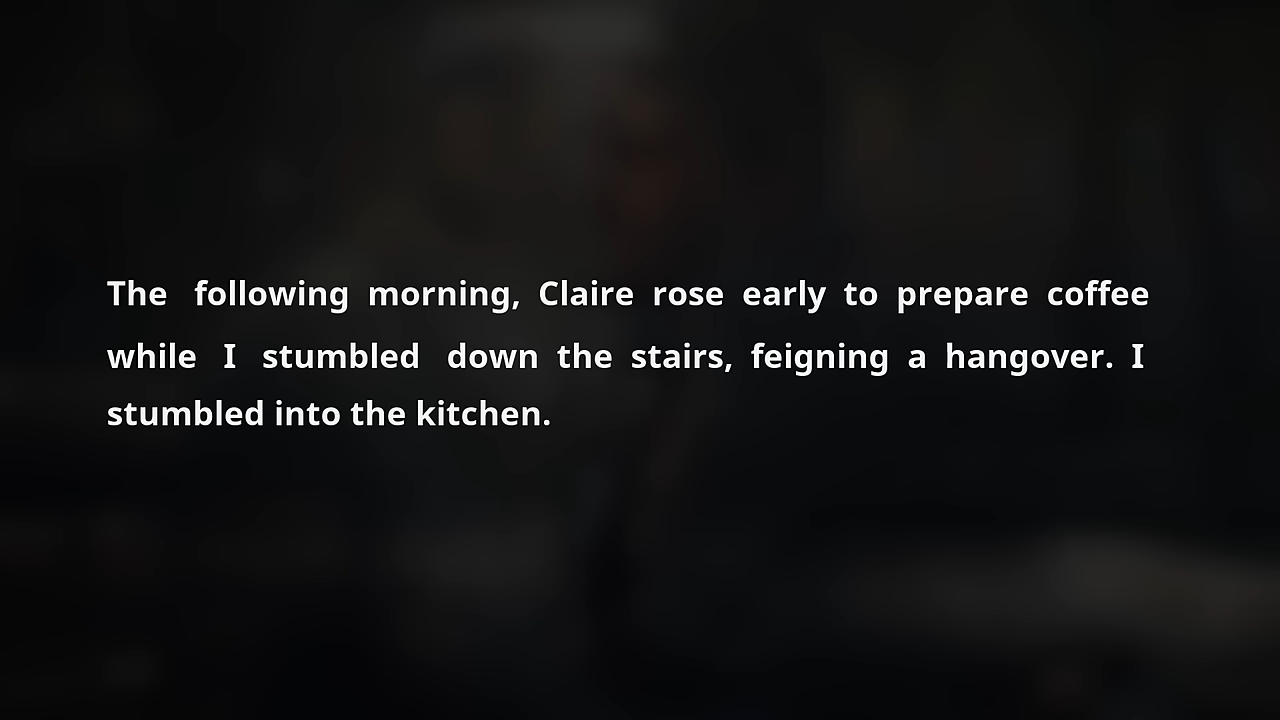 The following morning, Claire rose early to prepare coffee
while I stumbled down the stairs, feigning a hangover. I
stumbled into the kitchen.